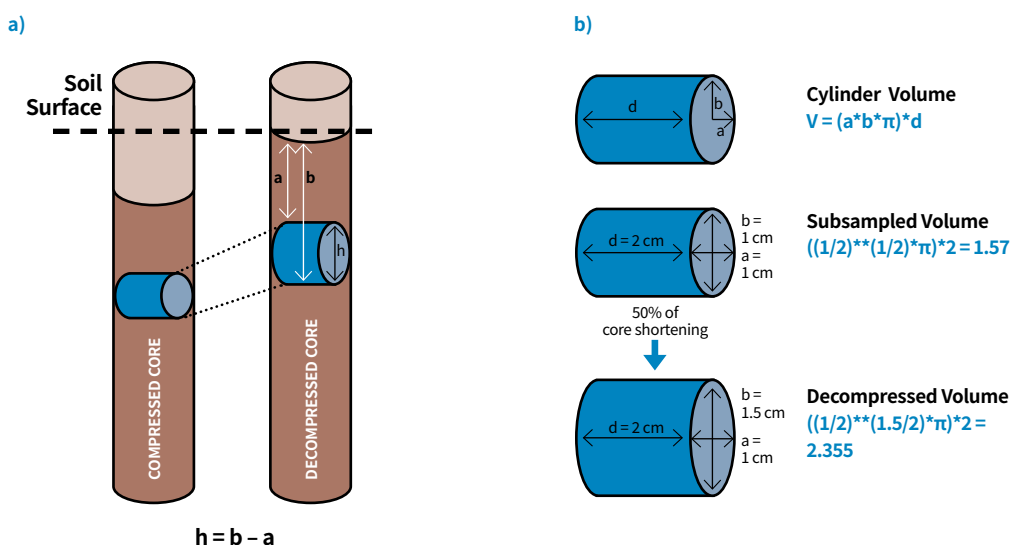 a)
Soil
Surface
a
b
h
COMPRESSED CORE
DECOMPRESSED CORE
h = b – a
b)
d
b
a
Cylinder Volume
V = (a*b*π)*d
d = 2 cm
b =
1 cm
a =
1 cm
Subsampled Volume
((1/2)**(1/2)*π)*2 = 1.57
50% of
core shortening
d = 2 cm
b =
1.5 cm
a =
1 cm
Decompressed Volume
((1/2)**(1.5/2)*π)*2 =
2.355